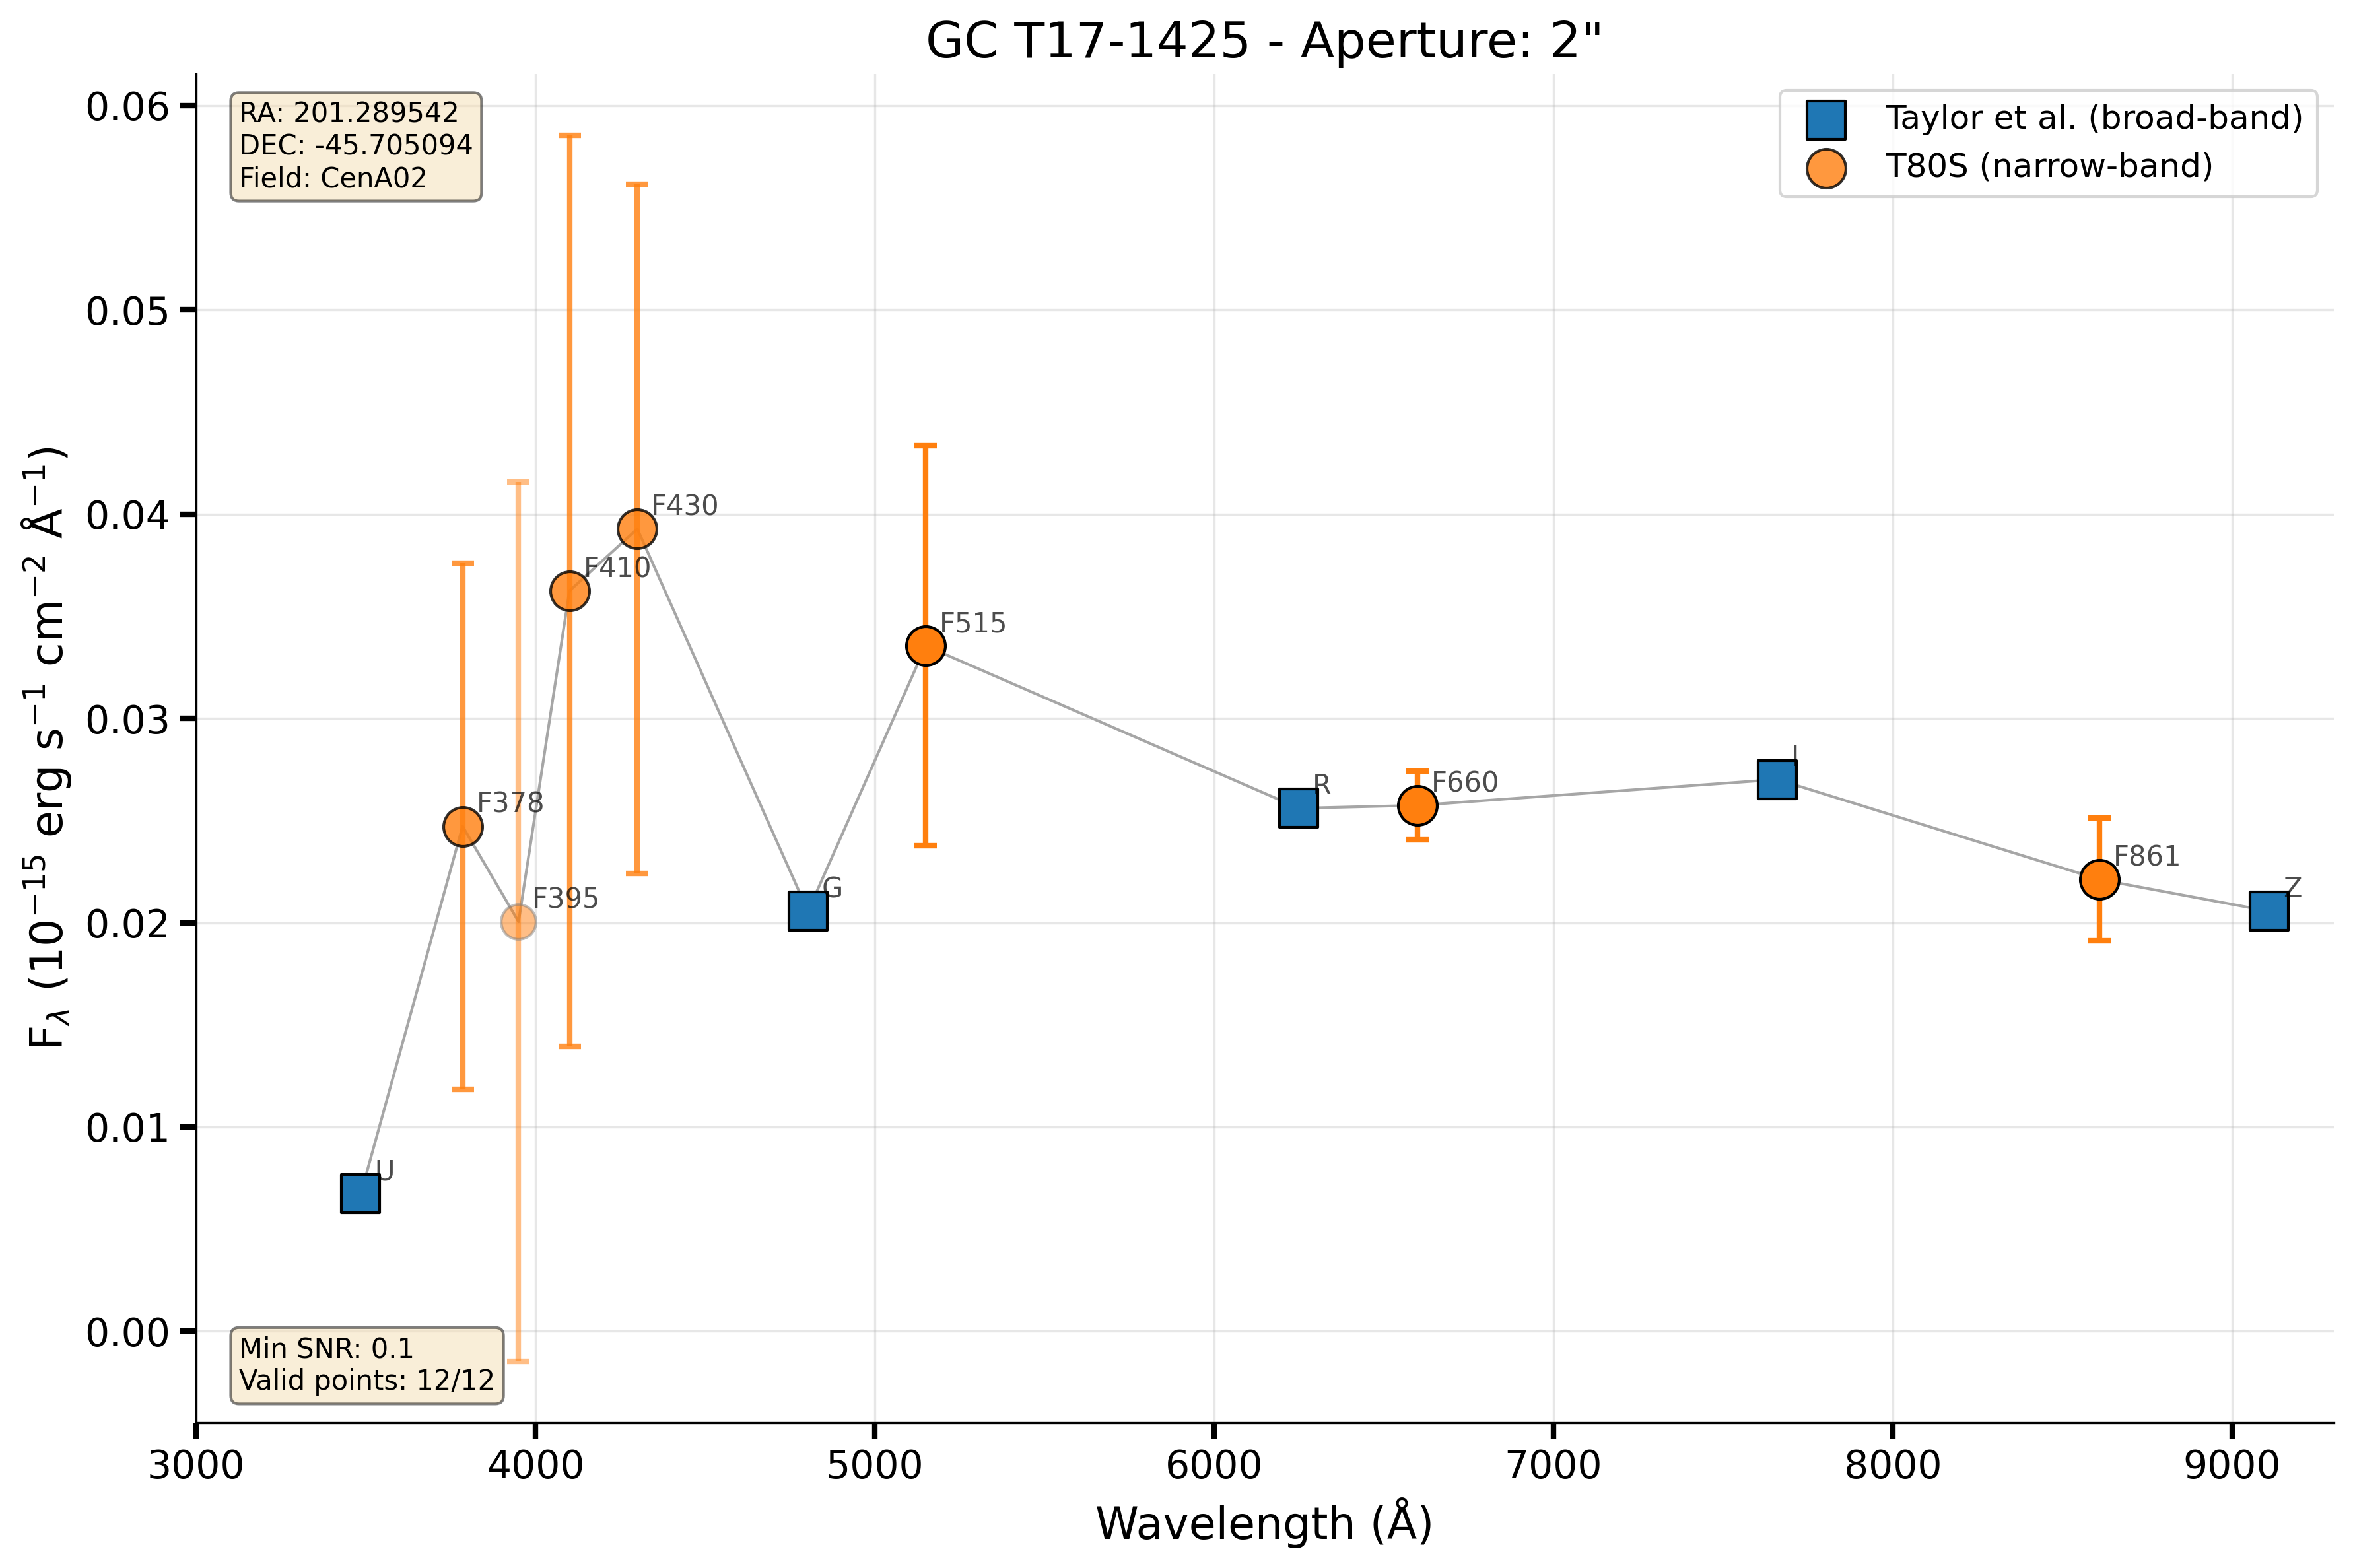 GC T17-1425 - Aperture: 2"
RA: 201.289542
DEC: -45.705094
Field: CenA02
Taylor et al. (broad-band)
T80S (narrow-band)
0.06
0.05
0.04
0.03
0.02
0.01
0.00
F_λ (10⁻¹⁵ erg s⁻¹ cm⁻² Å⁻¹)
U
F378
F395
F410
F430
G
F515
R
F660
I
F861
Z
Min SNR: 0.1
Valid points: 12/12
3000 4000 5000 6000 7000 8000 9000
Wavelength (Å)